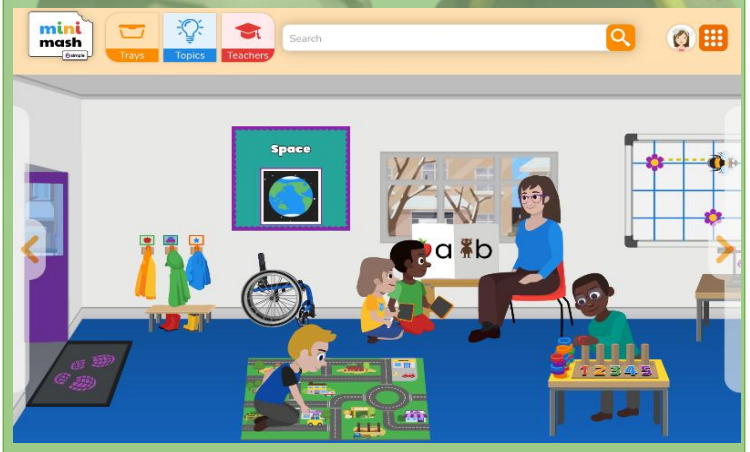 mini
mash
2simple
Trays
Topics
Teachers
Search
Space
a b
1 2 3 4 5